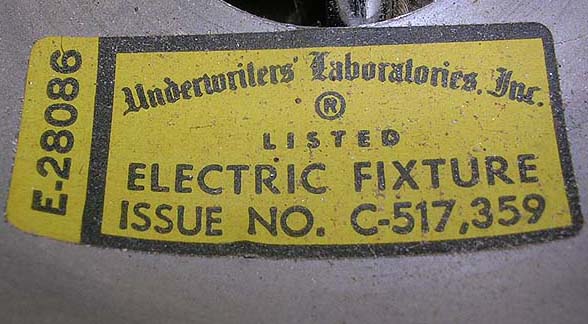 E-28086
Underwriters' Laboratories, Inc.
®
LISTED
ELECTRIC FIXTURE
ISSUE NO. C-517,359